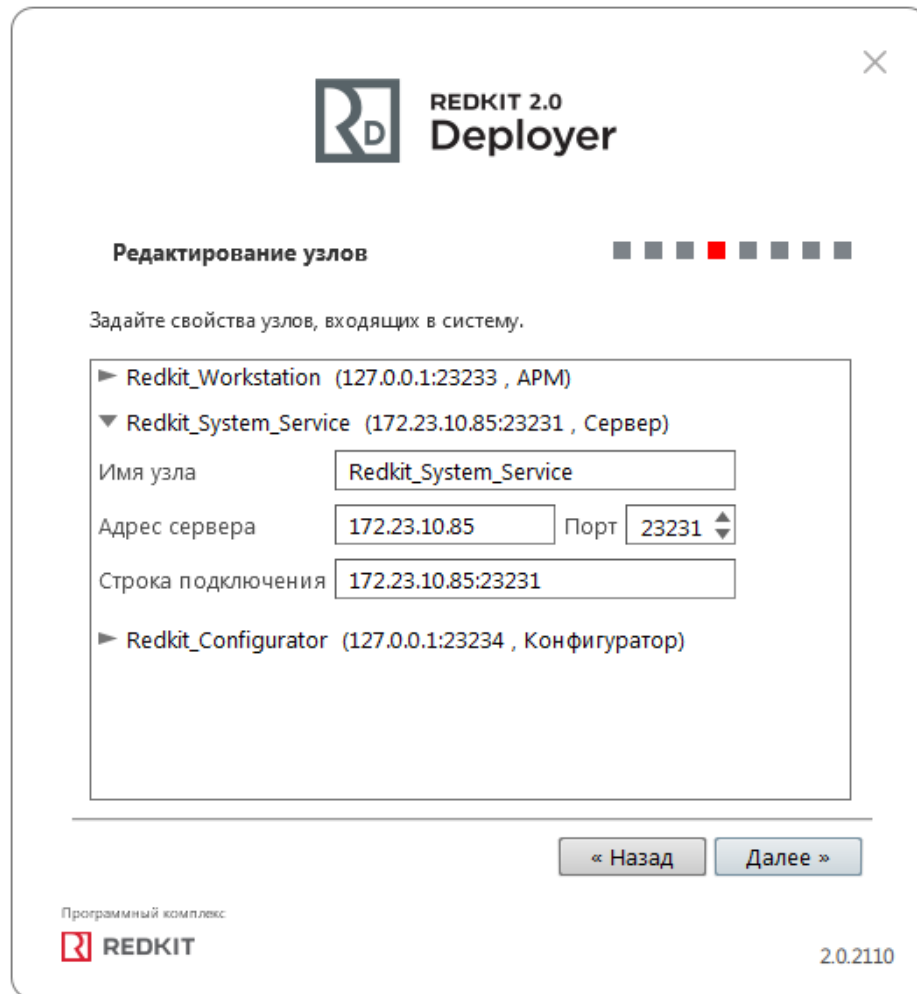 REDKIT 2.0
Deployer
Редактирование узлов
Задайте свойства узлов, входящих в систему.
Redkit_Workstation (127.0.0.1:23233 , АРМ)
Redkit_System_Service (172.23.10.85:23231 , Сервер)
Имя узла Redkit_System_Service
Адрес сервера 172.23.10.85 Порт 23231
Строка подключения 172.23.10.85:23231
Redkit_Configurator (127.0.0.1:23234 , Конфигуратор)
« Назад Далее »
Программный комплекс
REDKIT
2.0.2110